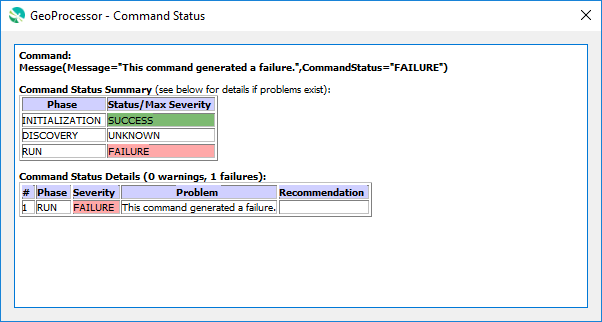 GeoProcessor - Command Status
Command:
Message(Message="This command generated a failure.",CommandStatus="FAILURE")
Command Status Summary (see below for details if problems exist):
Phase Status/Max Severity
INITIALIZATION SUCCESS
DISCOVERY UNKNOWN
RUN FAILURE
Command Status Details (0 warnings, 1 failures):
# Phase Severity Problem Recommendation
1 RUN FAILURE This command generated a failure.